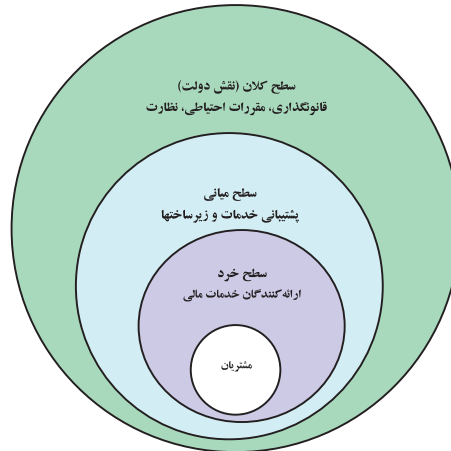 سطح کلان (نقش دولت)
قانونگذاری، مقررات احتیاطی، نظارت
سطح میانی
پشتیبانی خدمات و زیرساختها
سطح خرد
ارائه‌کنندگان خدمات مالی
مشتریان